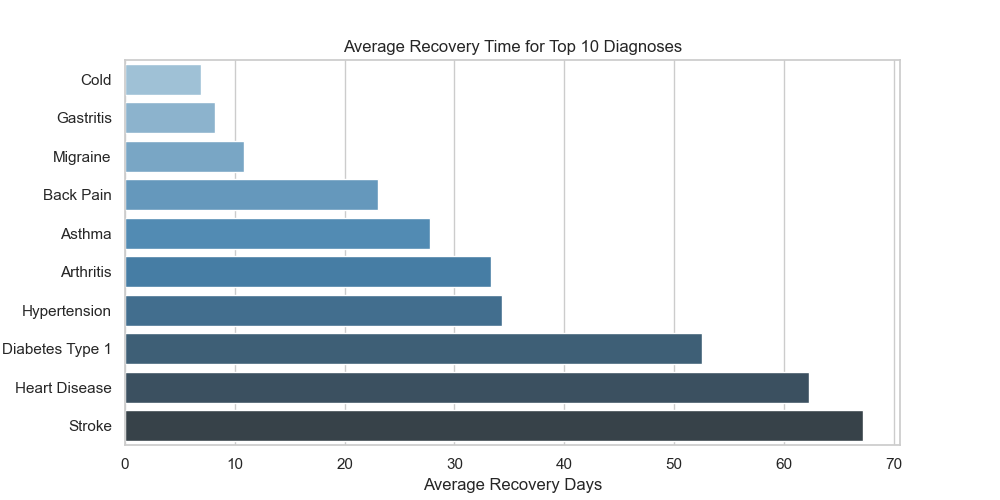 Average Recovery Time for Top 10 Diagnoses
Cold
Gastritis
Migraine
Back Pain
Asthma
Arthritis
Hypertension
Diabetes Type 1
Heart Disease
Stroke
0 10 20 30 40 50 60 70
Average Recovery Days